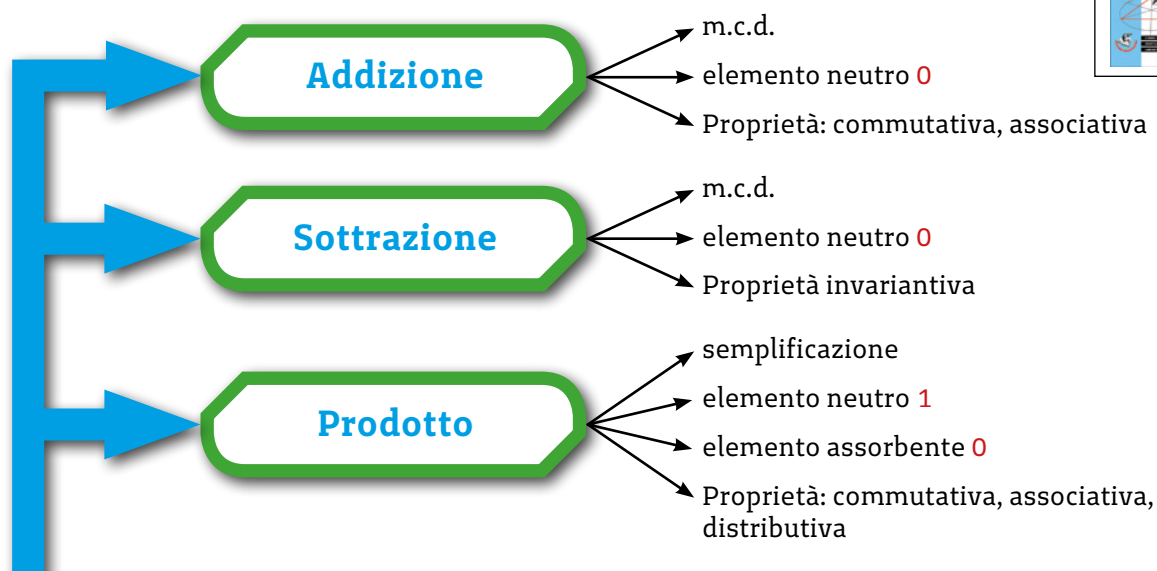 Addizione
m.c.d.
elemento neutro 0
Proprietà: commutativa, associativa
Sottrazione
m.c.d.
elemento neutro 0
Proprietà invariantiva
Prodotto
semplificazione
elemento neutro 1
elemento assorbente 0
Proprietà: commutativa, associativa,
distributiva